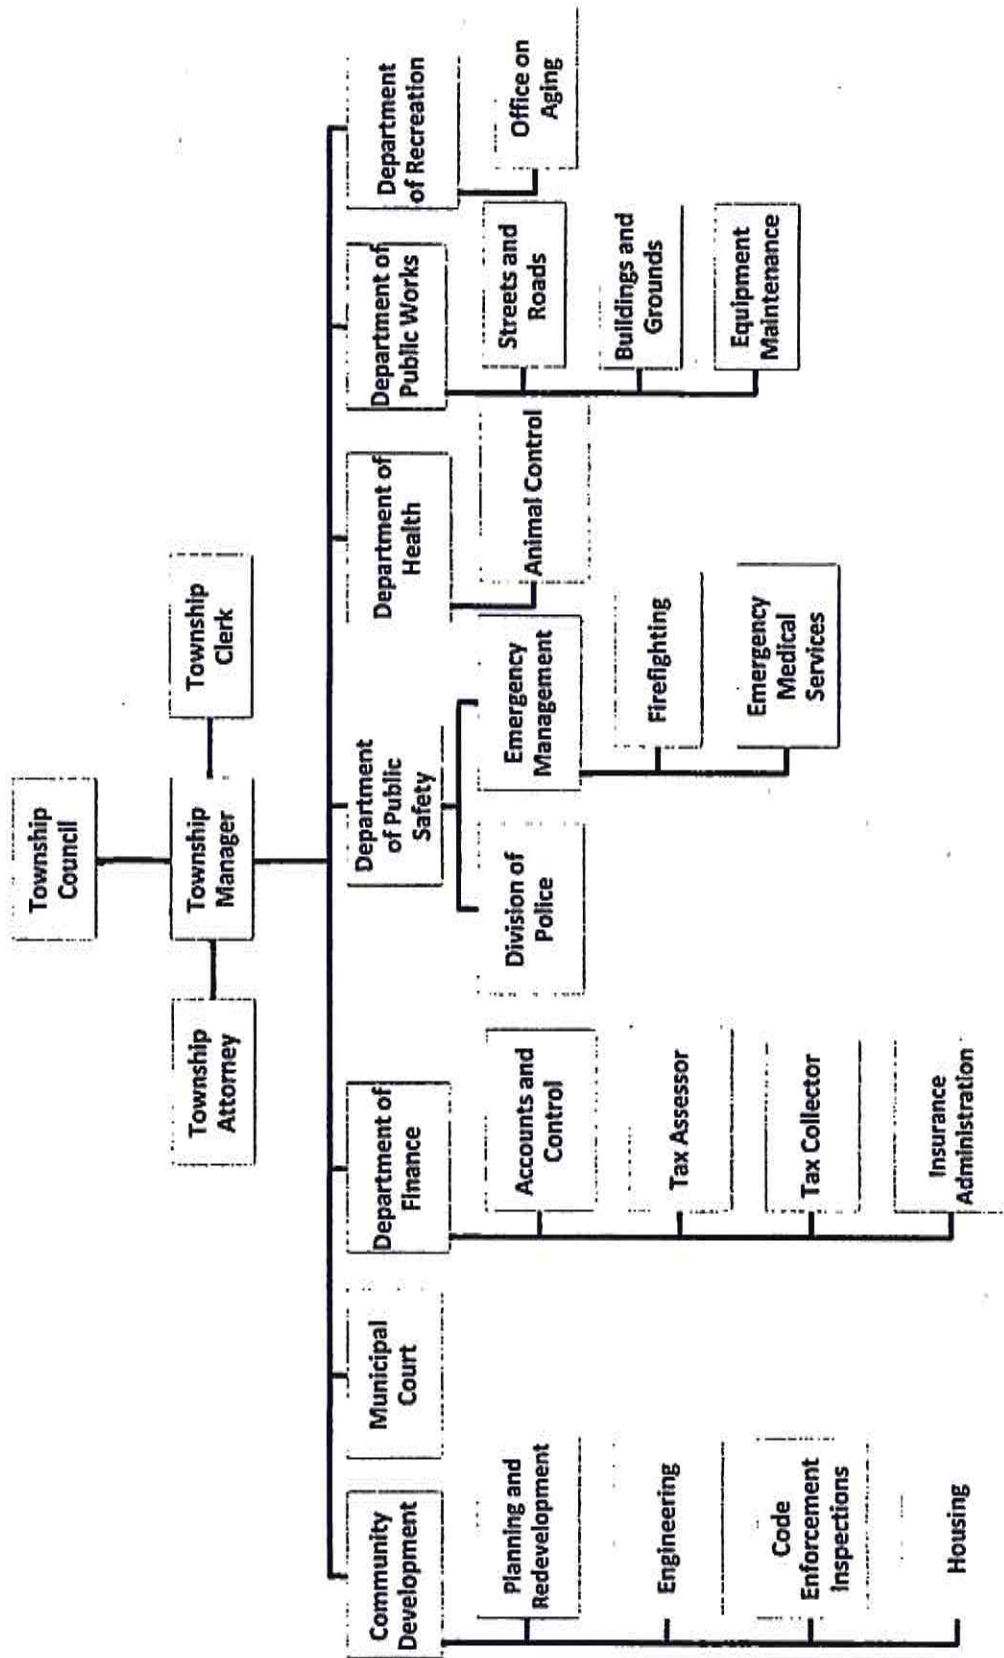 Township
Council
Township
Attorney
Township
Manager
Township
Clerk
Community
Development
Municipal
Court
Department of
Finance
Department
of Public
Safety
Department of
Health
Department of
Public Works
Department
of Recreation
Planning and
Redevelopment
Engineering
Code
Enforcement
Inspections
Housing
Accounts and
Control
Tax Assessor
Tax Collector
Insurance
Administration
Division of
Police
Emergency
Management
Firefighting
Emergency
Medical
Services
Animal Control
Streets and
Roads
Buildings and
Grounds
Equipment
Maintenance
Office on
Aging